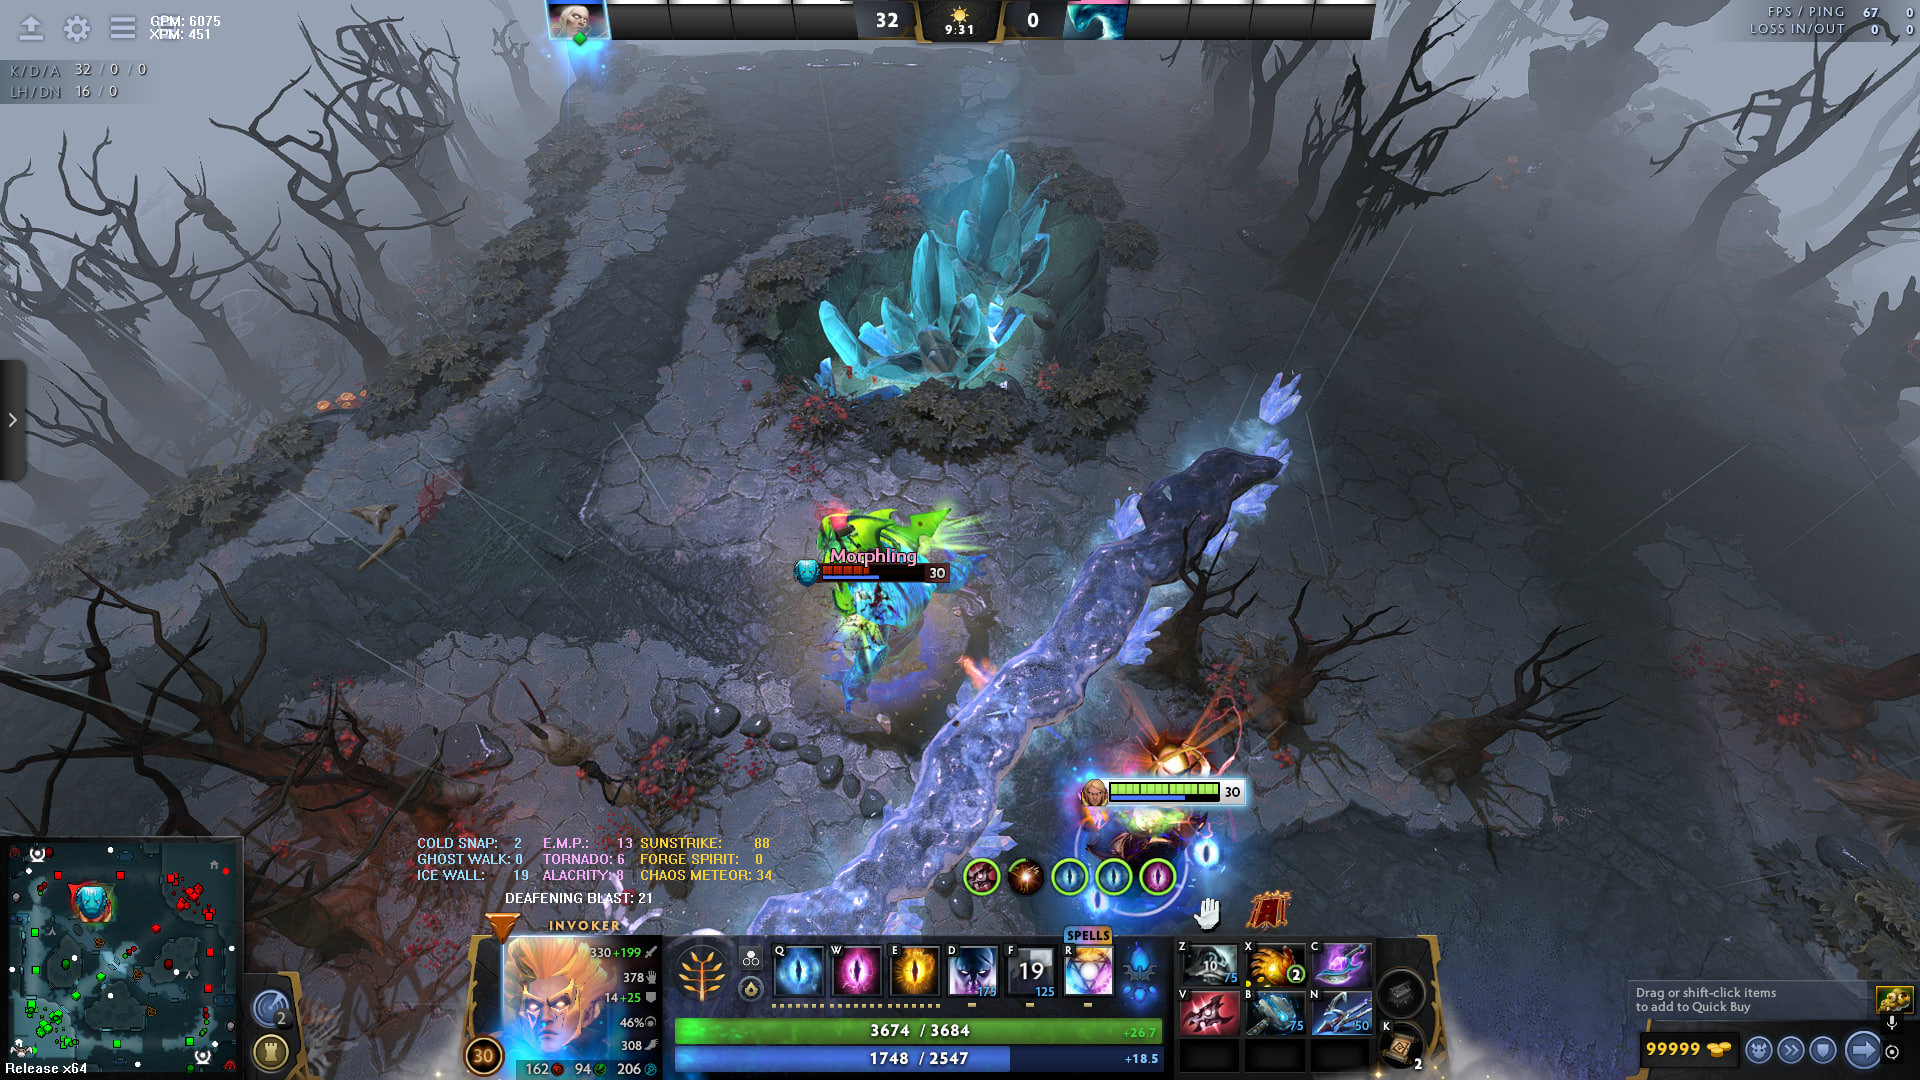 GPM: 6075
XPM: 451
K/D/A 32 / 0 / 0
LH/DN 16 / 0
32 9:31 0
FPS / PING 67 0
LOSS IN/OUT 0 0
Morphling
30
30
COLD SNAP: 2 E.M.P.: 13 SUNSTRIKE: 88
GHOST WALK: 0 TORNADO: 6 FORGE SPIRIT: 0
ICE WALL: 19 ALACRITY: 8 CHAOS METEOR: 34
DEAFENING BLAST: 21
INVOKER
SPELLS
330 +199
378
14 +25
46%
308
30
162 94 206
Q W E D 175 F 19 125 R
3674 / 3684 +26.7
1748 / 2547 +18.5
Z 10 75 X 2 C
V B 75 N 50
K 2
2
Drag or shift-click items
to add to Quick Buy
99999
Release x64